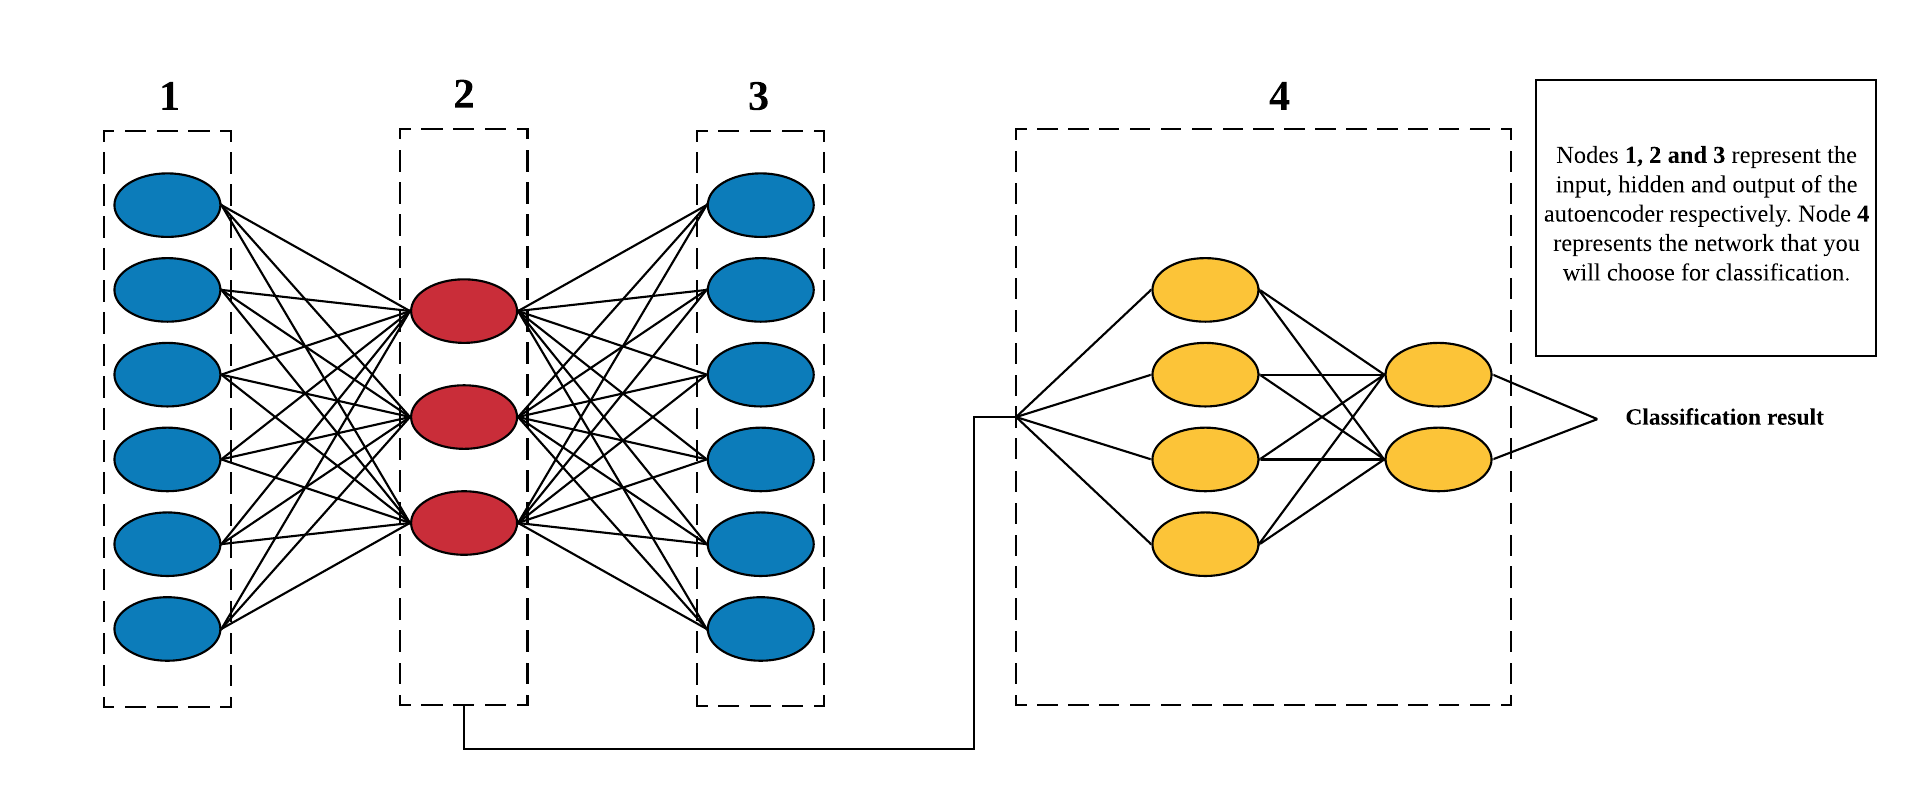 1
2
3
4
Nodes 1, 2 and 3 represent the
input, hidden and output of the
autoencoder respectively. Node 4
represents the network that you
will choose for classification.
Classification result